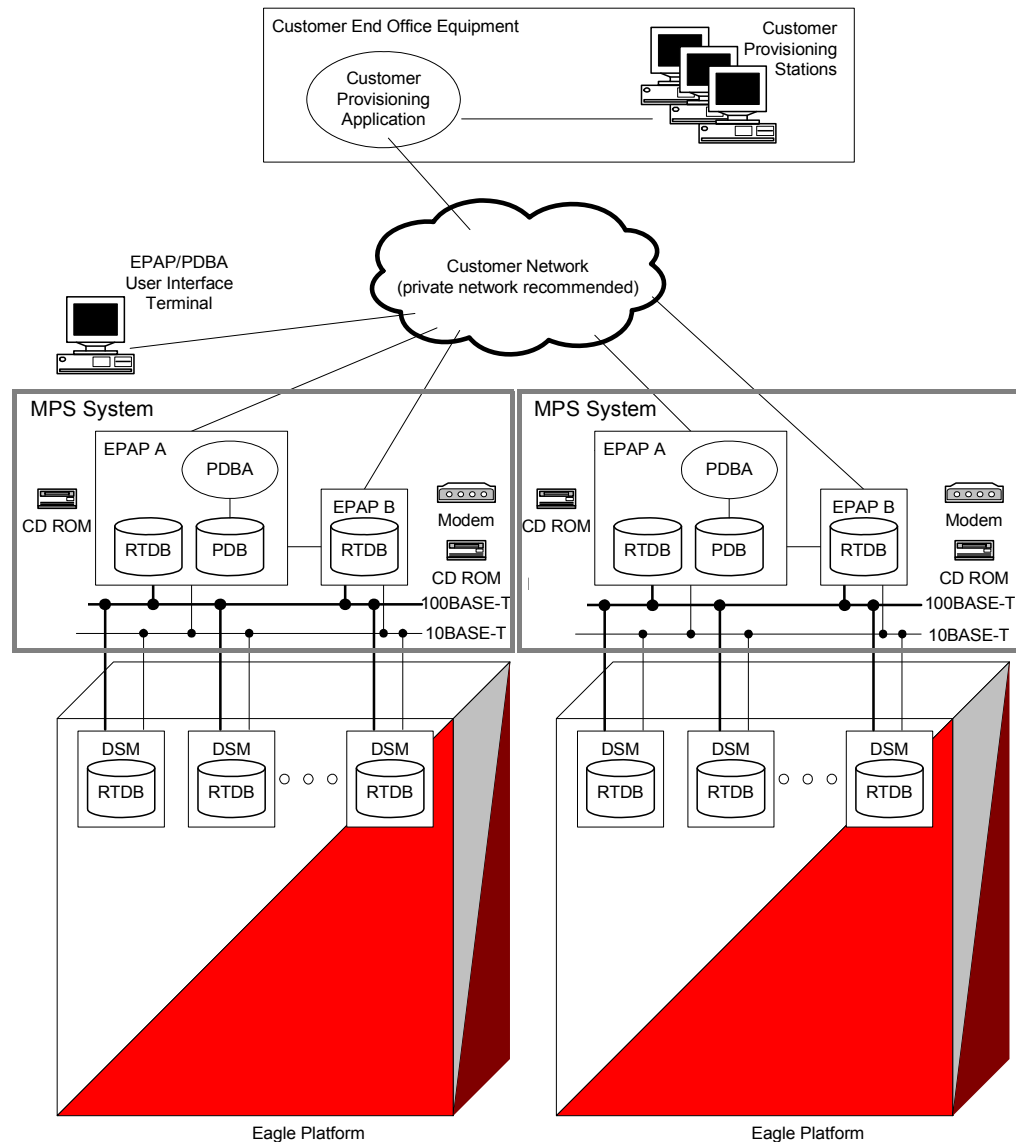 Customer End Office Equipment
Customer
Provisioning
Stations
Customer
Provisioning
Application
Customer Network
(private network recommended)
EPAP/PDBA
User Interface
Terminal
MPS System
EPAP A
PDBA
EPAP B
CD ROM
RTDB
PDB
RTDB
Modem
CD ROM
100BASE-T
10BASE-T
MPS System
EPAP A
PDBA
EPAP B
CD ROM
RTDB
PDB
RTDB
Modem
CD ROM
100BASE-T
10BASE-T
DSM
RTDB
DSM
RTDB
DSM
RTDB
DSM
RTDB
DSM
RTDB
DSM
RTDB
Eagle Platform
Eagle Platform